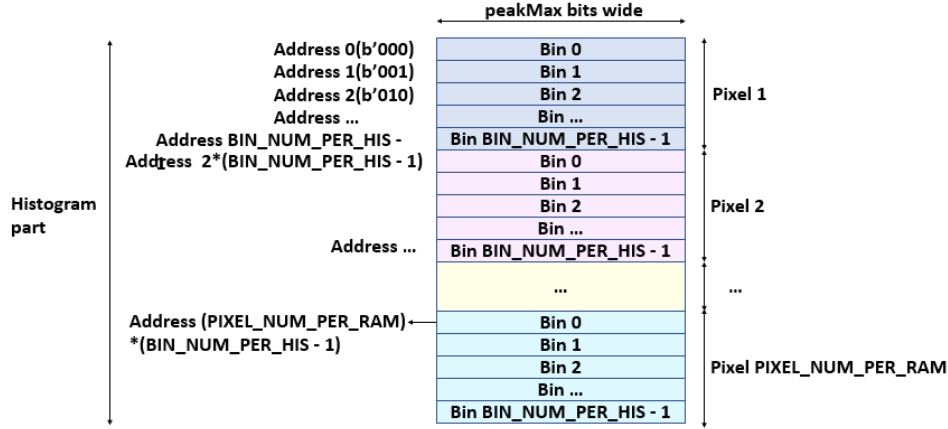 peakMax bits wide
Address 0(b'000)
Bin 0
Address 1(b'001)
Bin 1
Address 2(b'010)
Bin 2
Pixel 1
Address ...
Bin ...
Address BIN_NUM_PER_HIS -
1
Bin BIN_NUM_PER_HIS - 1
Address 2*(BIN_NUM_PER_HIS - 1)
Bin 0
Bin 1
Histogram
part
Bin 2
Pixel 2
Bin ...
Address ...
Bin BIN_NUM_PER_HIS - 1
...
...
Address (PIXEL_NUM_PER_RAM)
*(BIN_NUM_PER_HIS - 1)
Bin 0
Bin 1
Bin 2
Pixel PIXEL_NUM_PER_RAM
Bin ...
Bin BIN_NUM_PER_HIS - 1